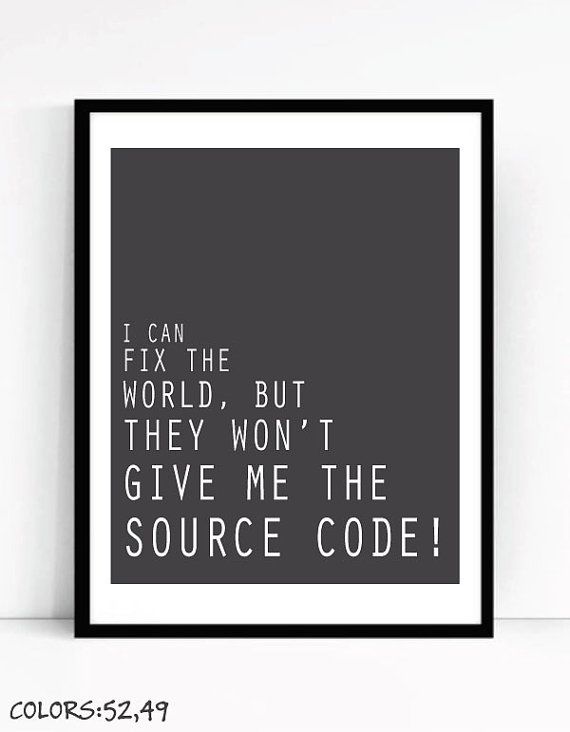 I CAN
FIX THE
WORLD, BUT
THEY WON'T
GIVE ME THE
SOURCE CODE!
COLORS:52,49